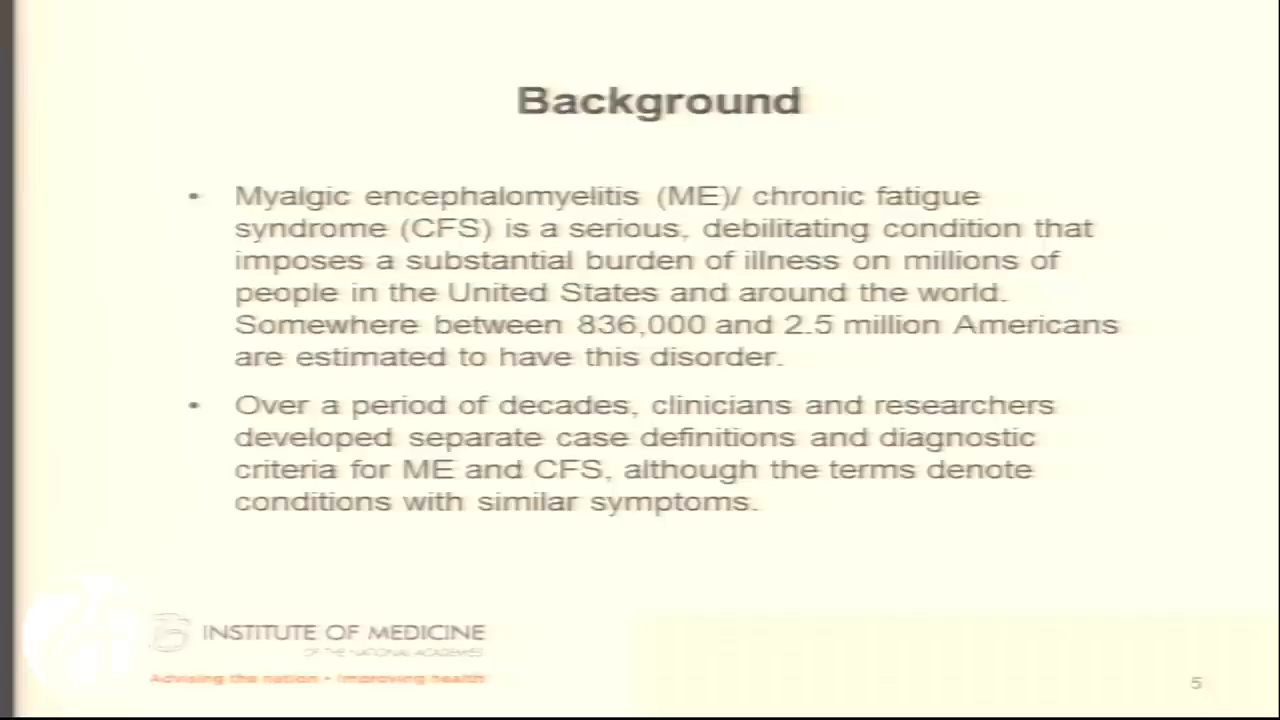 Background
• Myalgic encephalomyelitis (ME)/ chronic fatigue
syndrome (CFS) is a serious, debilitating condition that
imposes a substantial burden of illness on millions of
people in the United States and around the world.
Somewhere between 836,000 and 2.5 million Americans
are estimated to have this disorder.
• Over a period of decades, clinicians and researchers
developed separate case definitions and diagnostic
criteria for ME and CFS, although the terms denote
conditions with similar symptoms.
INSTITUTE OF MEDICINE
OF THE NATIONAL ACADEMIES
Advising the nation • Improving health
5